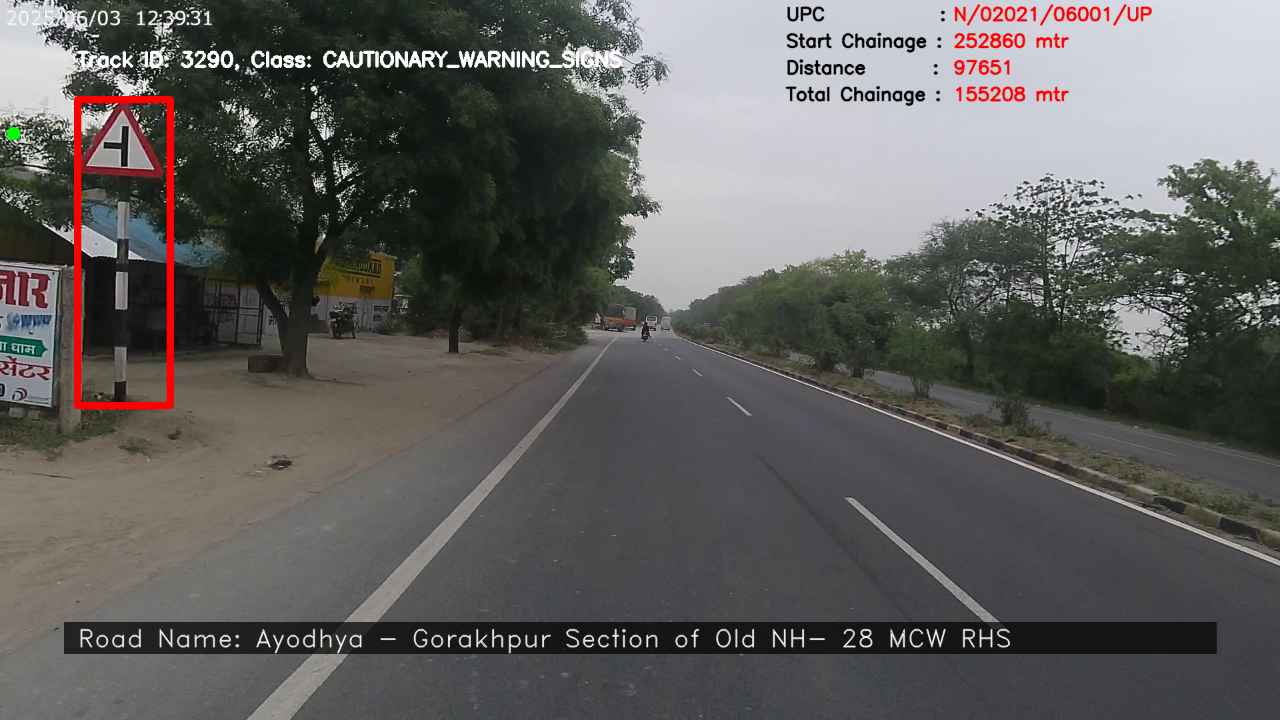 2025/06/03 12:39:31
UPC : N/02021/06001/UP
Start Chainage : 252860 mtr
Distance : 97651
Total Chainage : 155208 mtr
Track ID: 3290, Class: CAUTIONARY_WARNING_SIGNS
सेंटर
Road Name: Ayodhya - Gorakhpur Section of Old NH- 28 MCW RHS